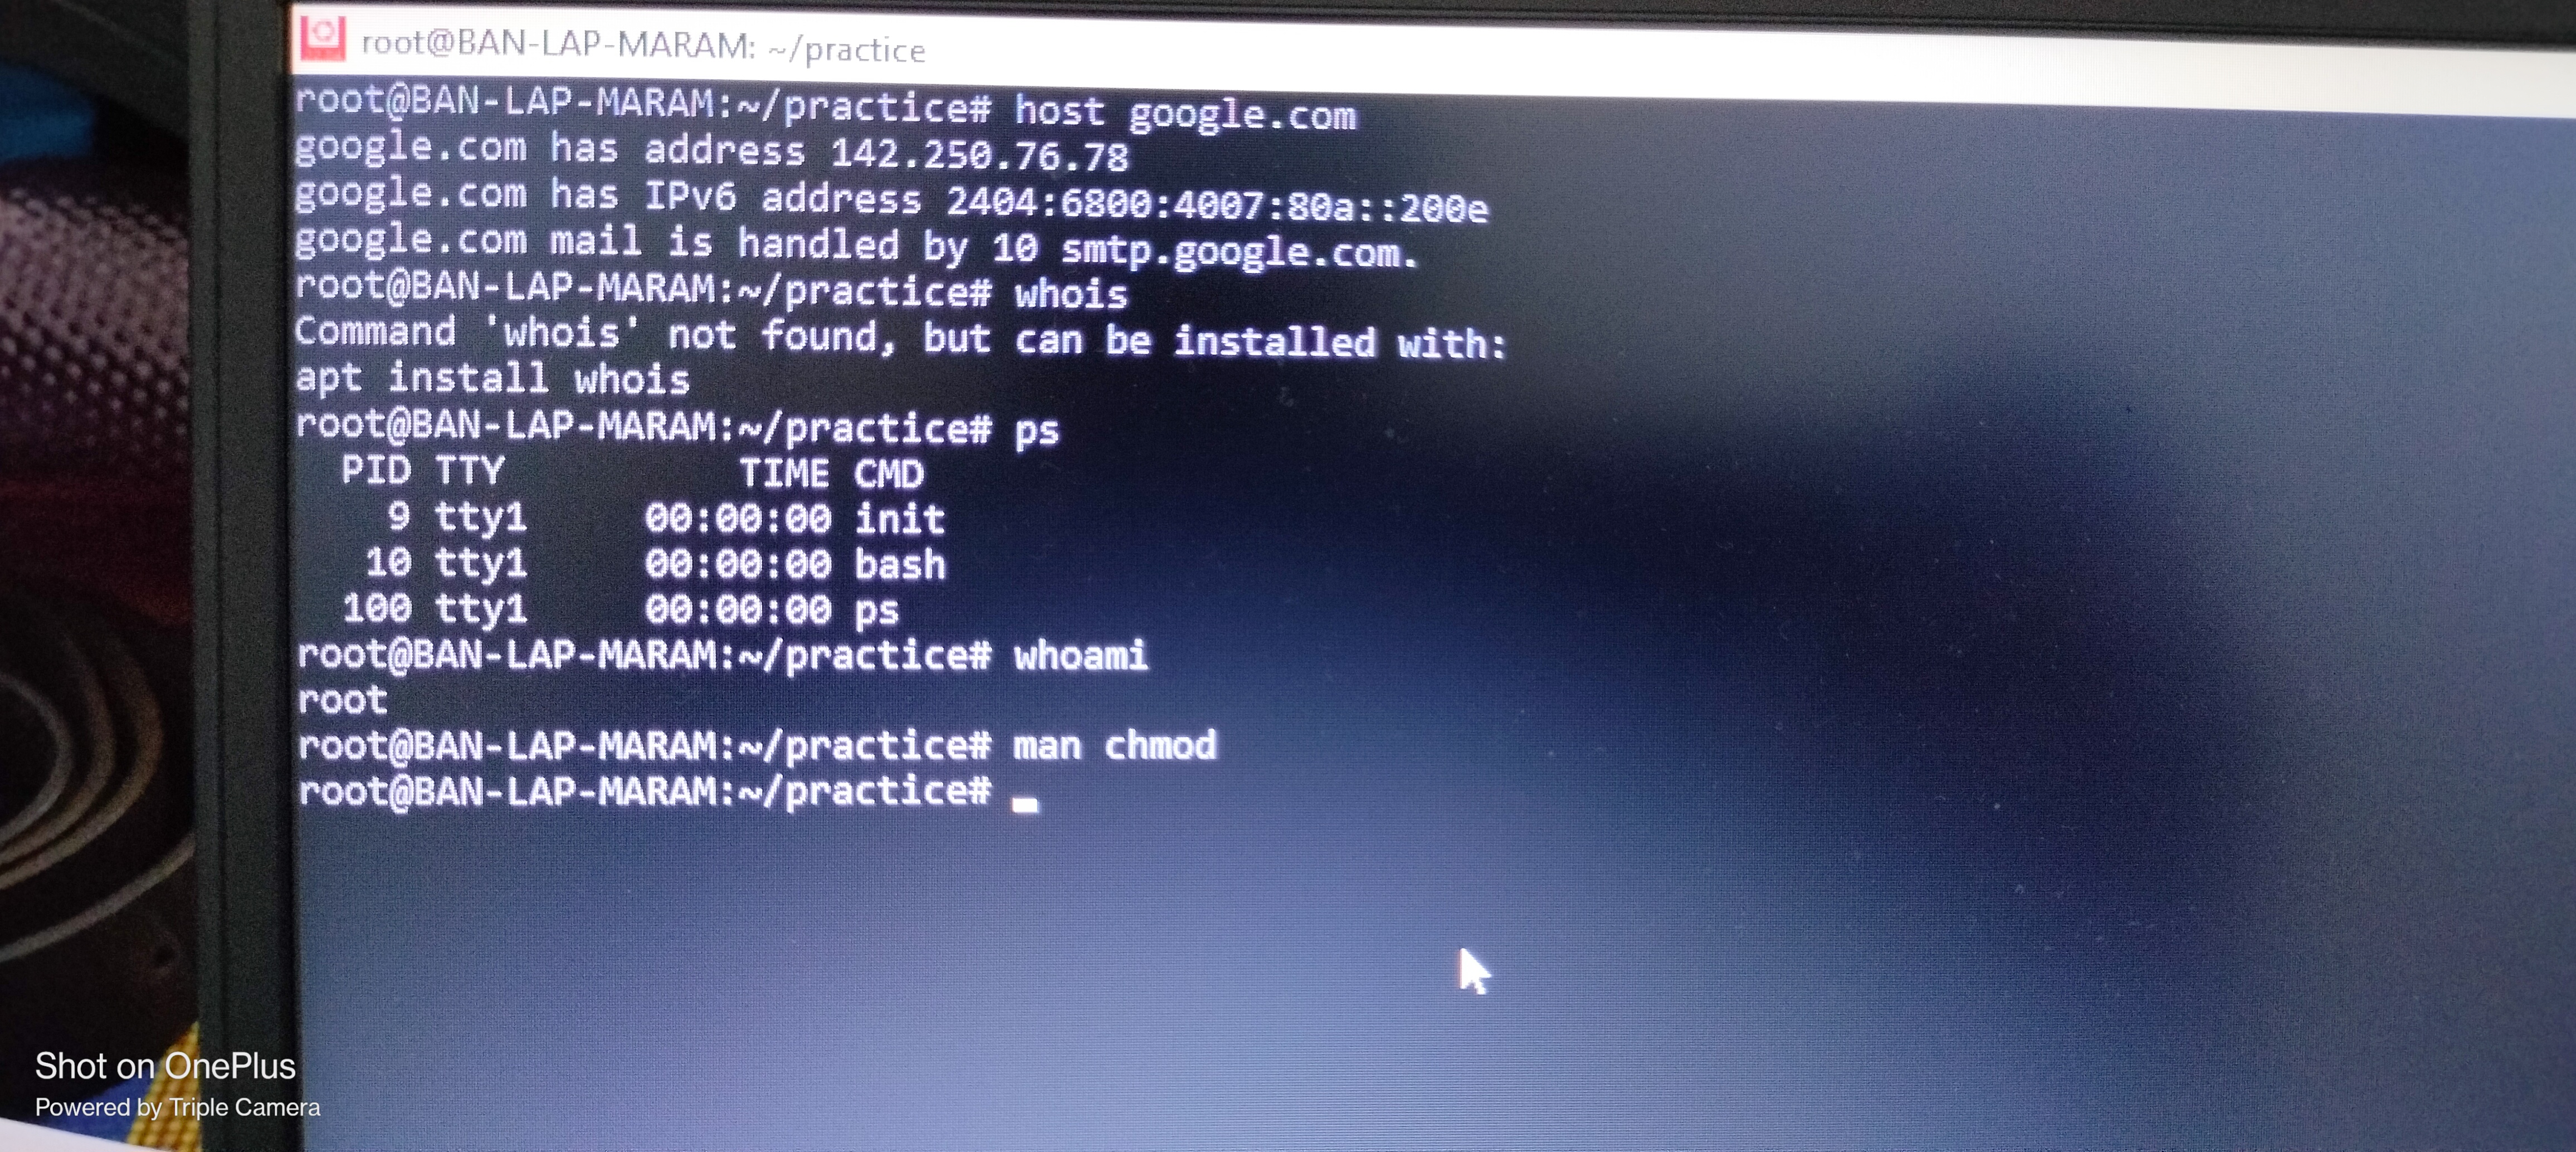 root@BAN-LAP-MARAM: ~/practice
root@BAN-LAP-MARAM:~/practice# host google.com
google.com has address 142.250.76.78
google.com has IPv6 address 2404:6800:4007:80a::200e
google.com mail is handled by 10 smtp.google.com.
root@BAN-LAP-MARAM:~/practice# whois
Command 'whois' not found, but can be installed with:
apt install whois
root@BAN-LAP-MARAM:~/practice# ps
PID TTY TIME CMD
9 tty1 00:00:00 init
10 tty1 00:00:00 bash
100 tty1 00:00:00 ps
root@BAN-LAP-MARAM:~/practice# whoami
root
root@BAN-LAP-MARAM:~/practice# man chmod
root@BAN-LAP-MARAM:~/practice#
Shot on OnePlus
Powered by Triple Camera